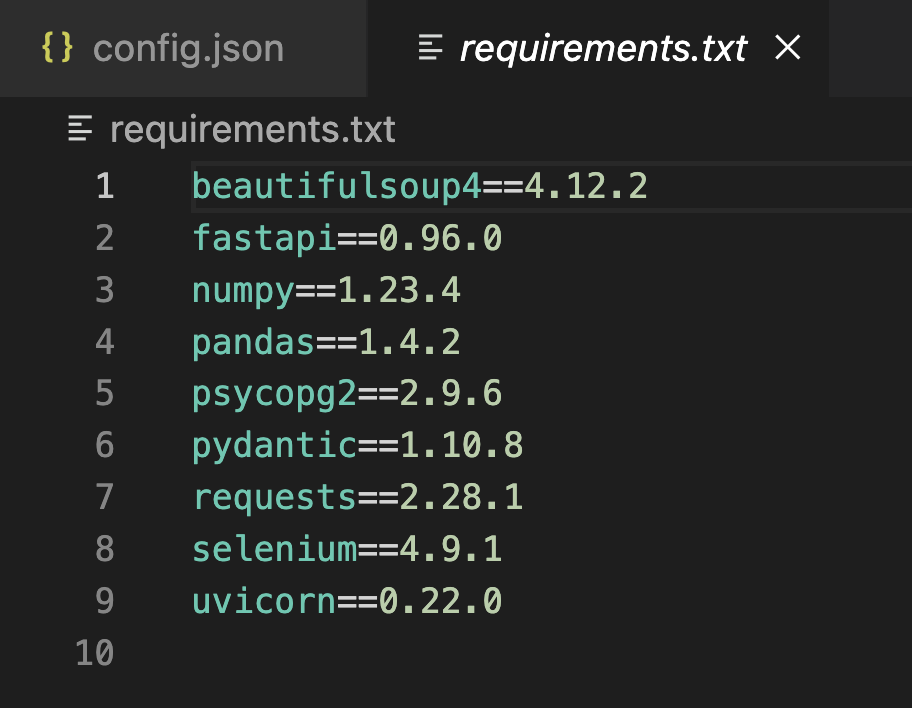 {} config.json
requirements.txt
requirements.txt
1 beautifulsoup4==4.12.2
2 fastapi==0.96.0
3 numpy==1.23.4
4 pandas==1.4.2
5 psycopg2==2.9.6
6 pydantic==1.10.8
7 requests==2.28.1
8 selenium==4.9.1
9 uvicorn==0.22.0
10